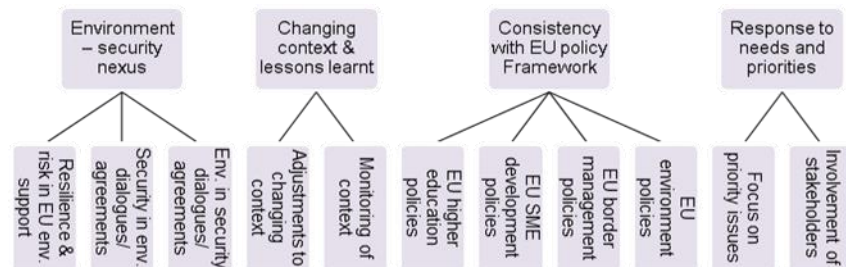 Environment
– security
nexus
Changing
context &
lessons learnt
Consistency
with EU policy
Framework
Response to
needs and
priorities
Resilience &
risk in EU env.
support
Security in env.
dialogues/
agreements
Env. in security
dialogues/
agreements
Adjustments to
changing
context
Monitoring of
context
EU higher
education
policies
EU SME
development
policies
EU border
management
policies
EU
environment
policies
Focus on
priority issues
Involvement of
stakeholders